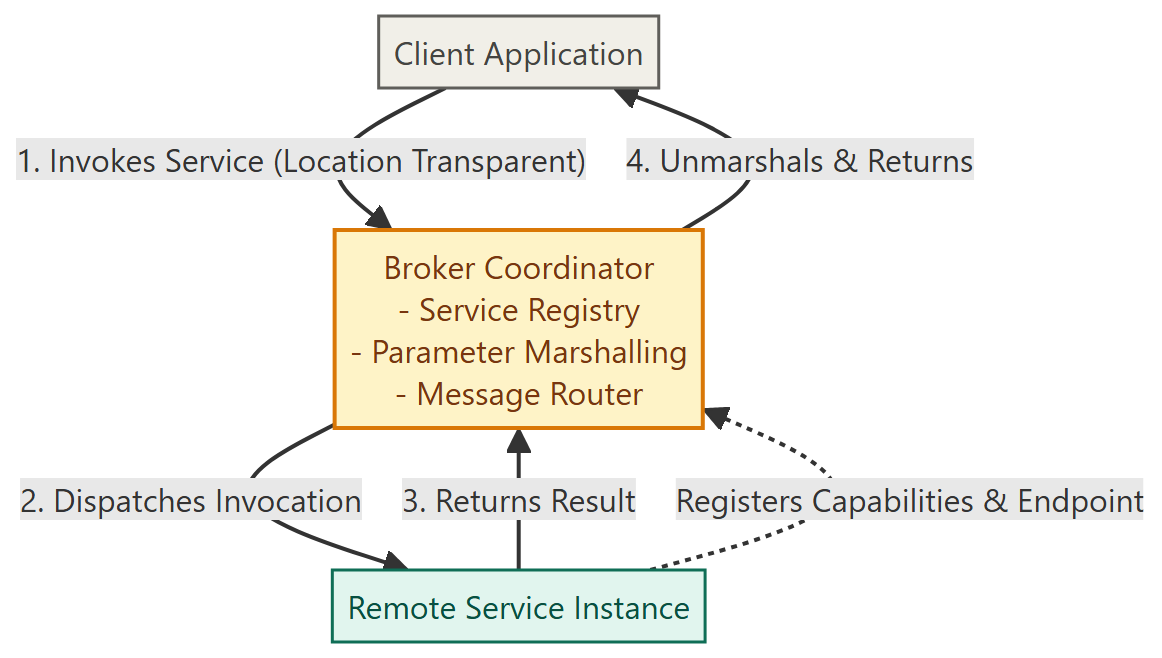 Client Application
1. Invokes Service (Location Transparent)
4. Unmarshals & Returns
Broker Coordinator
- Service Registry
- Parameter Marshalling
- Message Router
2. Dispatches Invocation
3. Returns Result
Registers Capabilities & Endpoint
Remote Service Instance